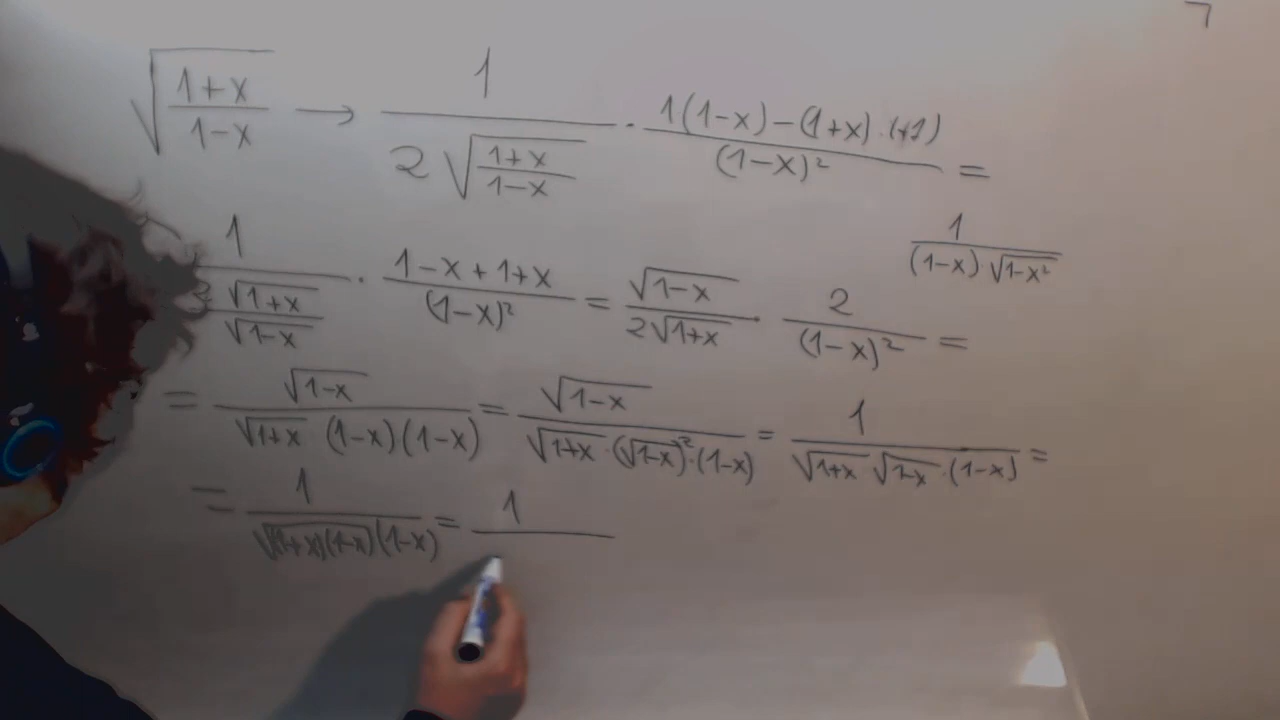 √((1+x)/(1-x)) → 1/(2√((1+x)/(1-x))) · (1(1-x)-(1+x)·(+1))/(1-x)² =
1/(2 √(1+x)/√(1-x)) · (1-x+1+x)/(1-x)² = √(1-x)/(2√(1+x)) · 2/(1-x)² =
1/((1-x)√(1-x²))
= √(1-x)/(√(1+x) (1-x)(1-x)) = √(1-x)/(√(1+x)·(√(1-x))²·(1-x)) = 1/(√(1+x) √(1-x)·(1-x)) =
= 1/(√((1+x)(1-x))(1-x)) = 1